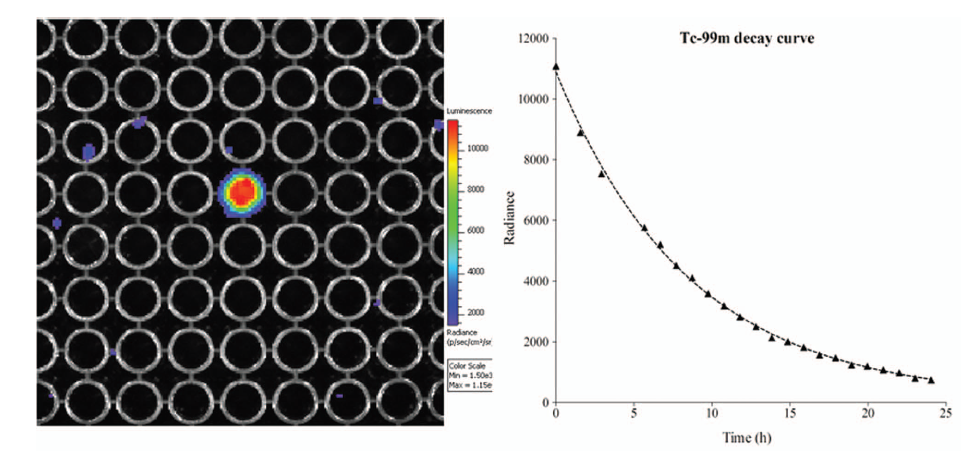 Luminescence
10000
8000
6000
4000
2000
Radiance
(p/sec/cm²/sr
Color Scale
Min = 1.50e3
Max = 1.15e
Tc-99m decay curve
12000
10000
8000
6000
4000
2000
0
Radiance
0 5 10 15 20 25
Time (h)